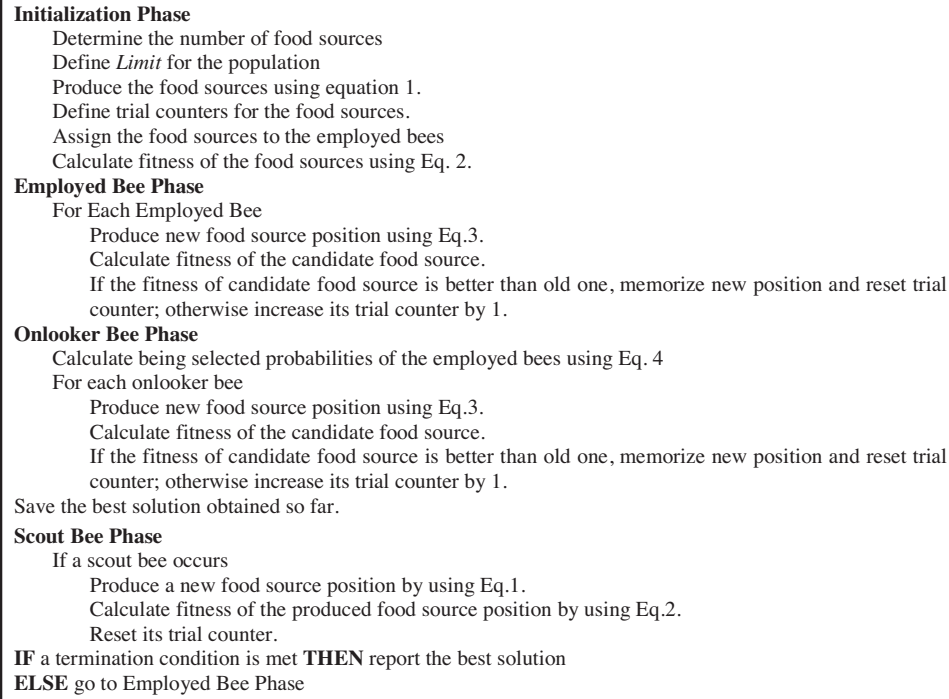 Initialization Phase
Determine the number of food sources
Define Limit for the population
Produce the food sources using equation 1.
Define trial counters for the food sources.
Assign the food sources to the employed bees
Calculate fitness of the food sources using Eq. 2.
Employed Bee Phase
For Each Employed Bee
Produce new food source position using Eq.3.
Calculate fitness of the candidate food source.
If the fitness of candidate food source is better than old one, memorize new position and reset trial
counter; otherwise increase its trial counter by 1.
Onlooker Bee Phase
Calculate being selected probabilities of the employed bees using Eq. 4
For each onlooker bee
Produce new food source position using Eq.3.
Calculate fitness of the candidate food source.
If the fitness of candidate food source is better than old one, memorize new position and reset trial
counter; otherwise increase its trial counter by 1.
Save the best solution obtained so far.
Scout Bee Phase
If a scout bee occurs
Produce a new food source position by using Eq.1.
Calculate fitness of the produced food source position by using Eq.2.
Reset its trial counter.
IF a termination condition is met THEN report the best solution
ELSE go to Employed Bee Phase